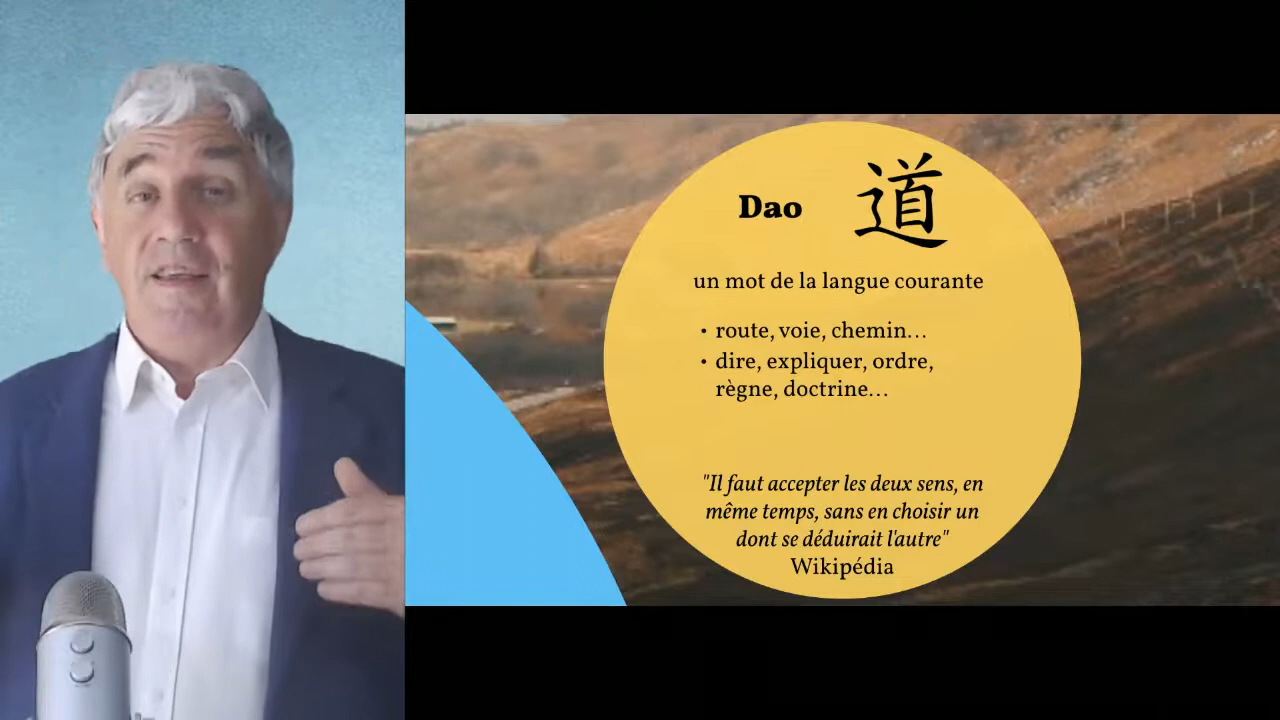 Dao 道
un mot de la langue courante
• route, voie, chemin…
• dire, expliquer, ordre,
règne, doctrine…
"Il faut accepter les deux sens, en
même temps, sans en choisir un
dont se déduirait l'autre"
Wikipédia